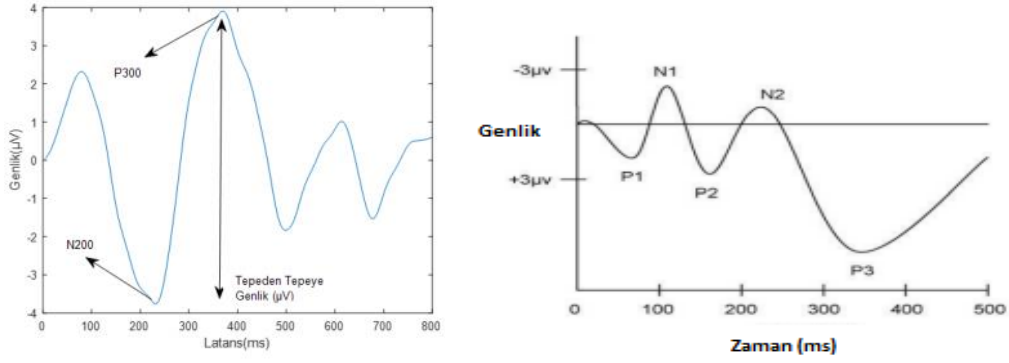 4
3
2
1
0
-1
-2
-3
-4
Genlik(µV)
P300
N200
Tepeden Tepeye
Genlik (µV)
0
100
200
300
400
500
600
700
800
Latans(ms)
-3µv
Genlik
+3µv
N1
N2
P1
P2
P3
0
100
200
300
400
500
Zaman (ms)